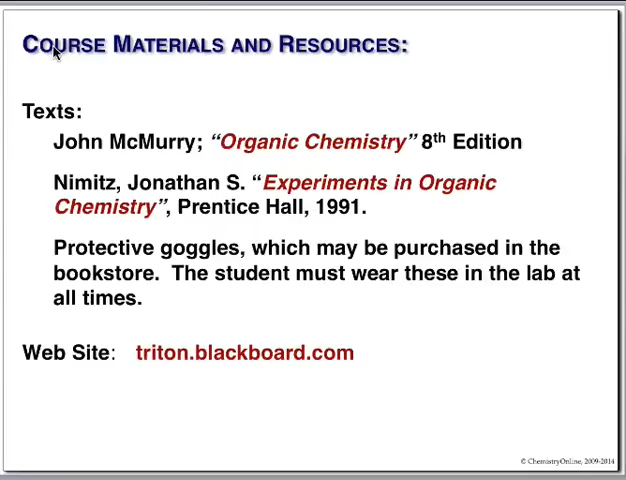 COURSE MATERIALS AND RESOURCES:
Texts:
John McMurry; “Organic Chemistry” 8th Edition
Nimitz, Jonathan S. “Experiments in Organic
Chemistry”, Prentice Hall, 1991.
Protective goggles, which may be purchased in the
bookstore. The student must wear these in the lab at
all times.
Web Site: triton.blackboard.com
© ChemistryOnline, 2009-2014